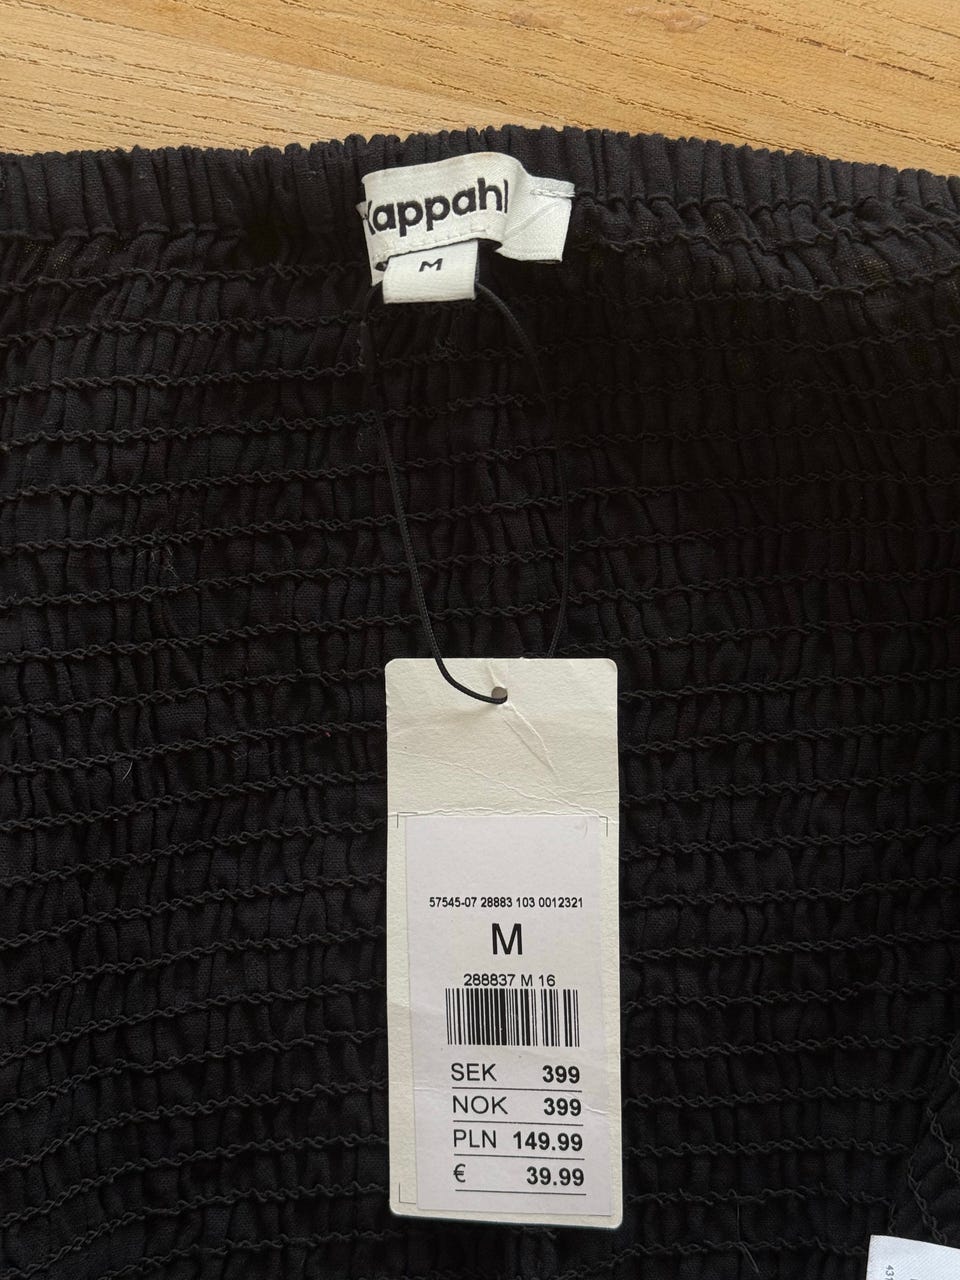 Kappahl
M
57545-07 28883 103 0012321
M
288837 M 16
SEK 399
NOK 399
PLN 149.99
€ 39.99